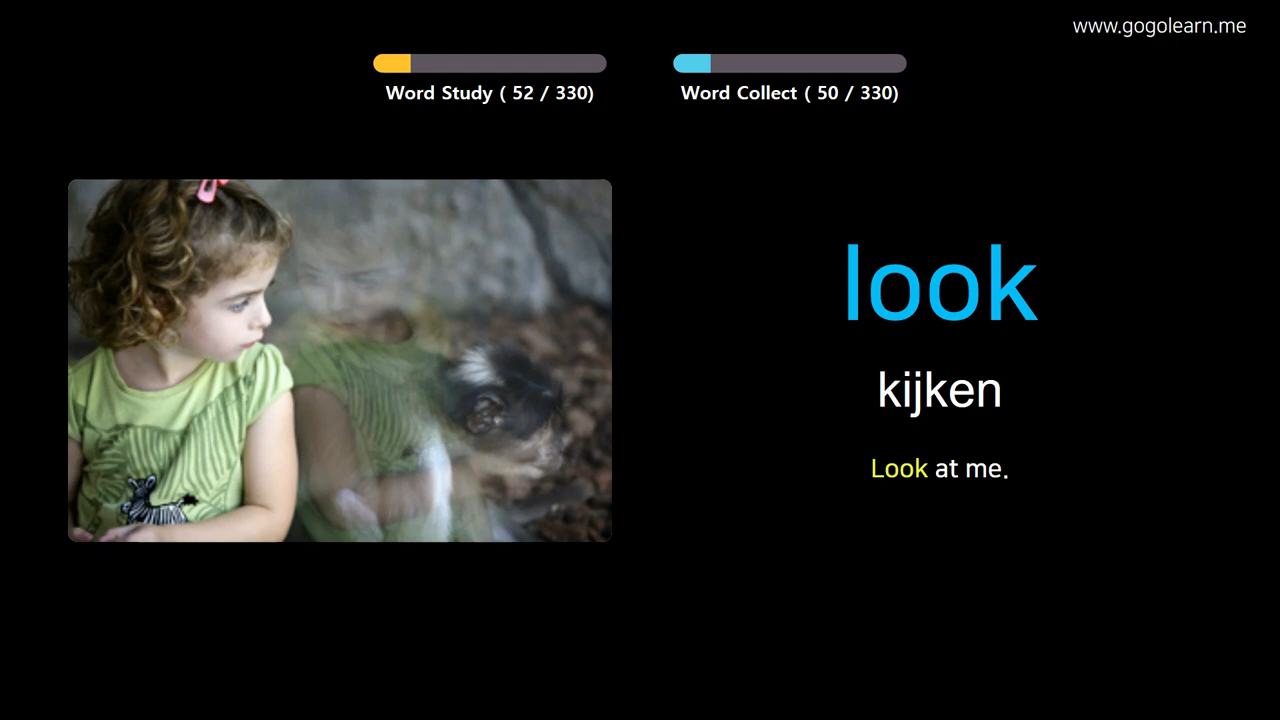 www.gogolearn.me
Word Study ( 52 / 330)
Word Collect ( 50 / 330)
look
kijken
Look at me.